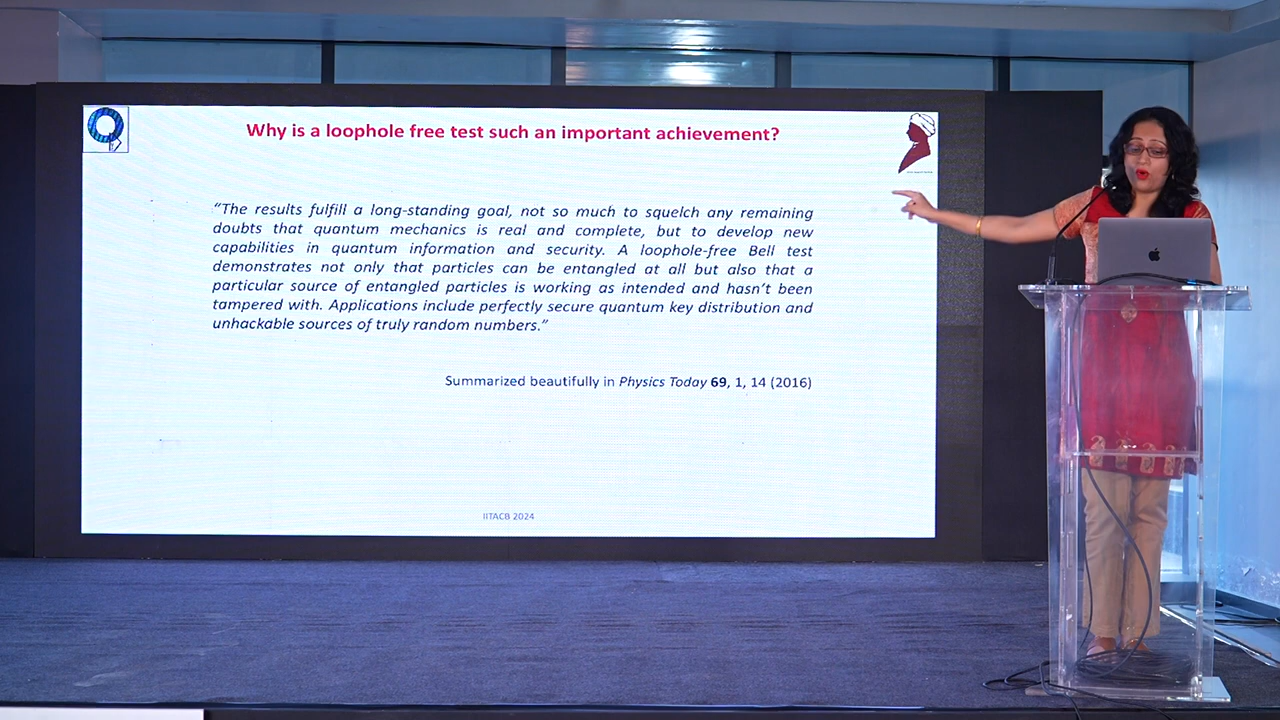 Why is a loophole free test such an important achievement?
“The results fulfill a long-standing goal, not so much to squelch any remaining
doubts that quantum mechanics is real and complete, but to develop new
capabilities in quantum information and security. A loophole-free Bell test
demonstrates not only that particles can be entangled at all but also that a
particular source of entangled particles is working as intended and hasn’t been
tampered with. Applications include perfectly secure quantum key distribution and
unhackable sources of truly random numbers.”
Summarized beautifully in Physics Today 69, 1, 14 (2016)
IITACB 2024